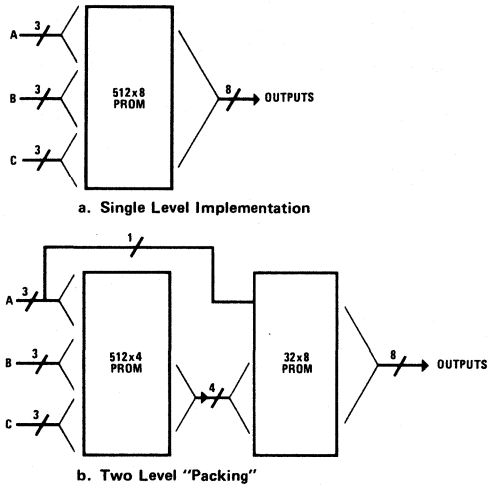 A
3
B
3
C
3
512x8
PROM
8
OUTPUTS
a. Single Level Implementation
1
A
3
B
3
C
3
512x4
PROM
4
32x8
PROM
8
OUTPUTS
b. Two Level "Packing"